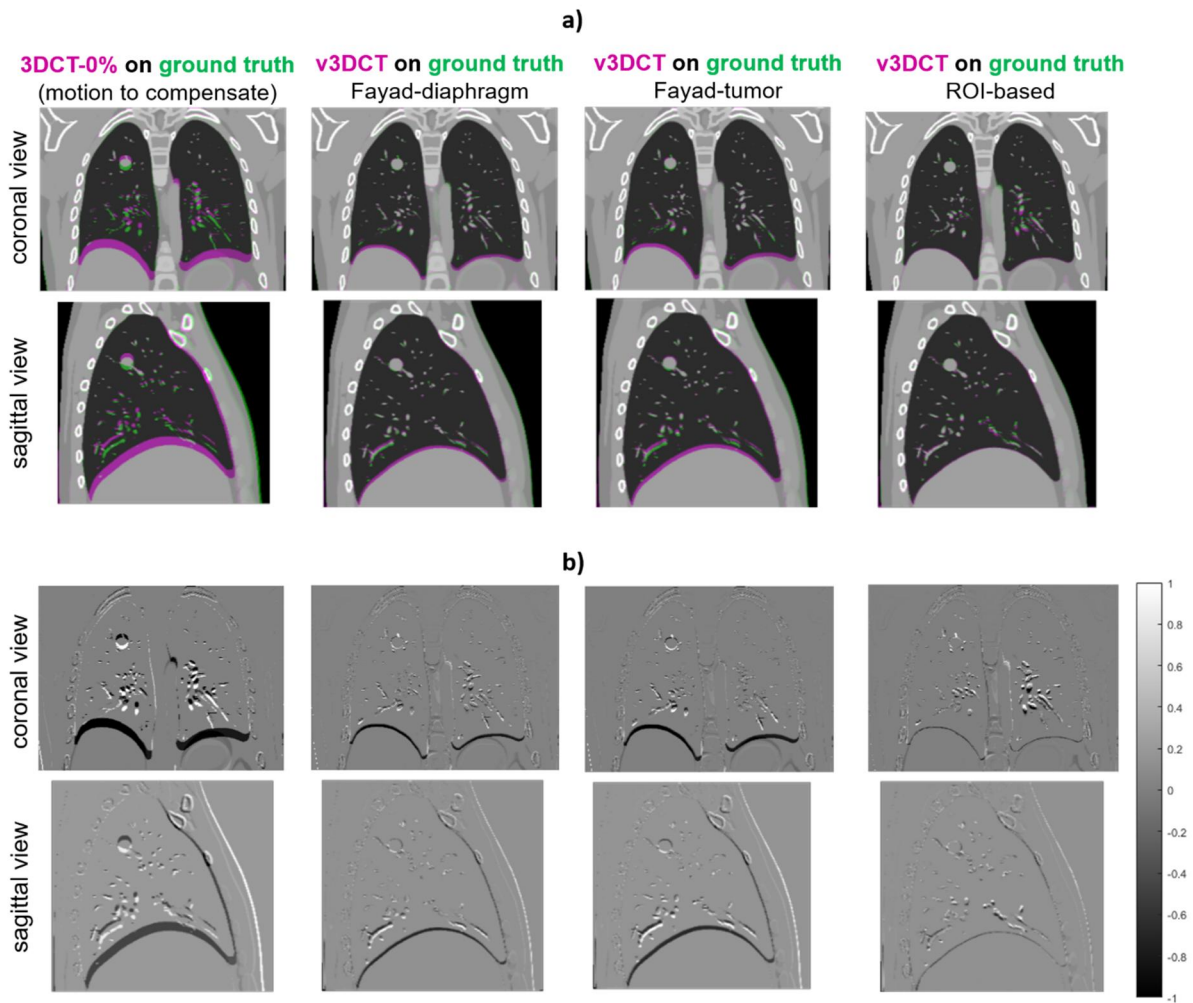 a)
3DCT-0% on ground truth
(motion to compensate)
v3DCT on ground truth
Fayad-diaphragm
v3DCT on ground truth
Fayad-tumor
v3DCT on ground truth
ROI-based
coronal view
sagittal view
b)
coronal view
sagittal view
1
0.8
0.6
0.4
0.2
0
-0.2
-0.4
-0.6
-0.8
-1